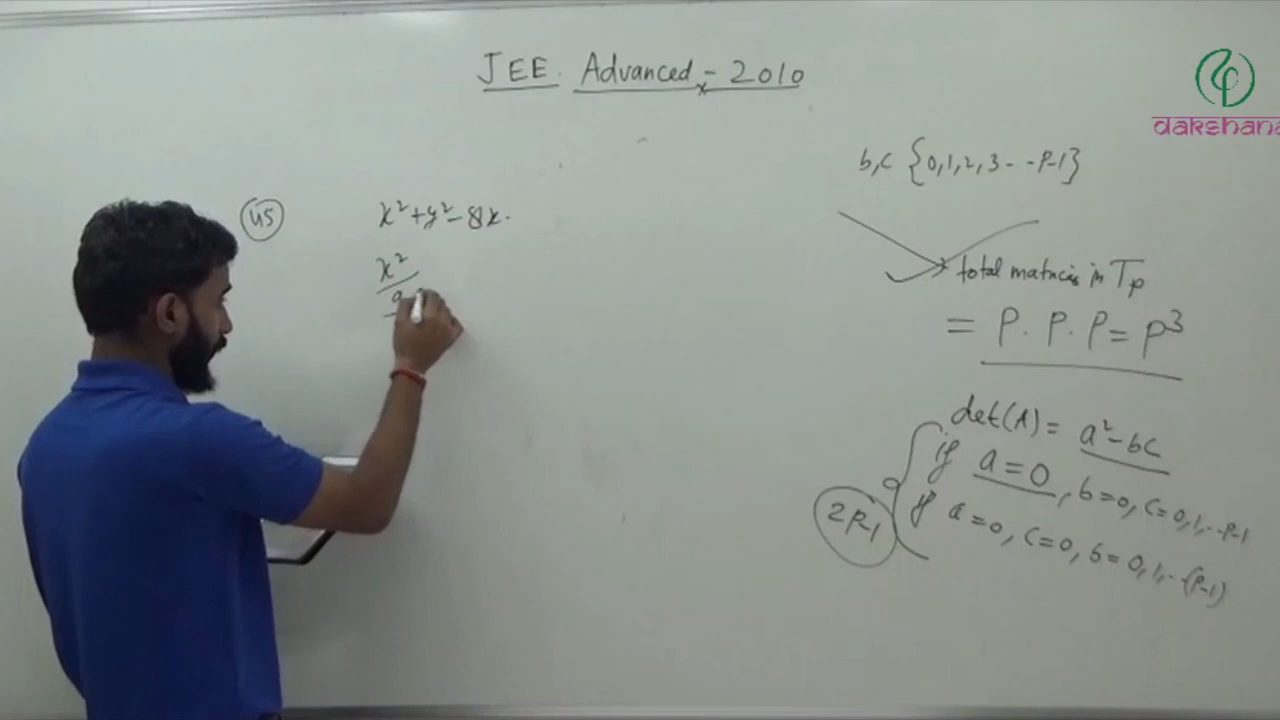 JEE Advanced - 2010
dakshana
b,c {0,1,2,3- - P-1}
45
x²+y²-8x.
x²
9
total matrices in Tp
= P. P. P = P³
det(A) = a²-bc
if a=0, b=0, c=0,1,..P-1
if a=0, c=0, b=0,1,..(P-1)
2P-1